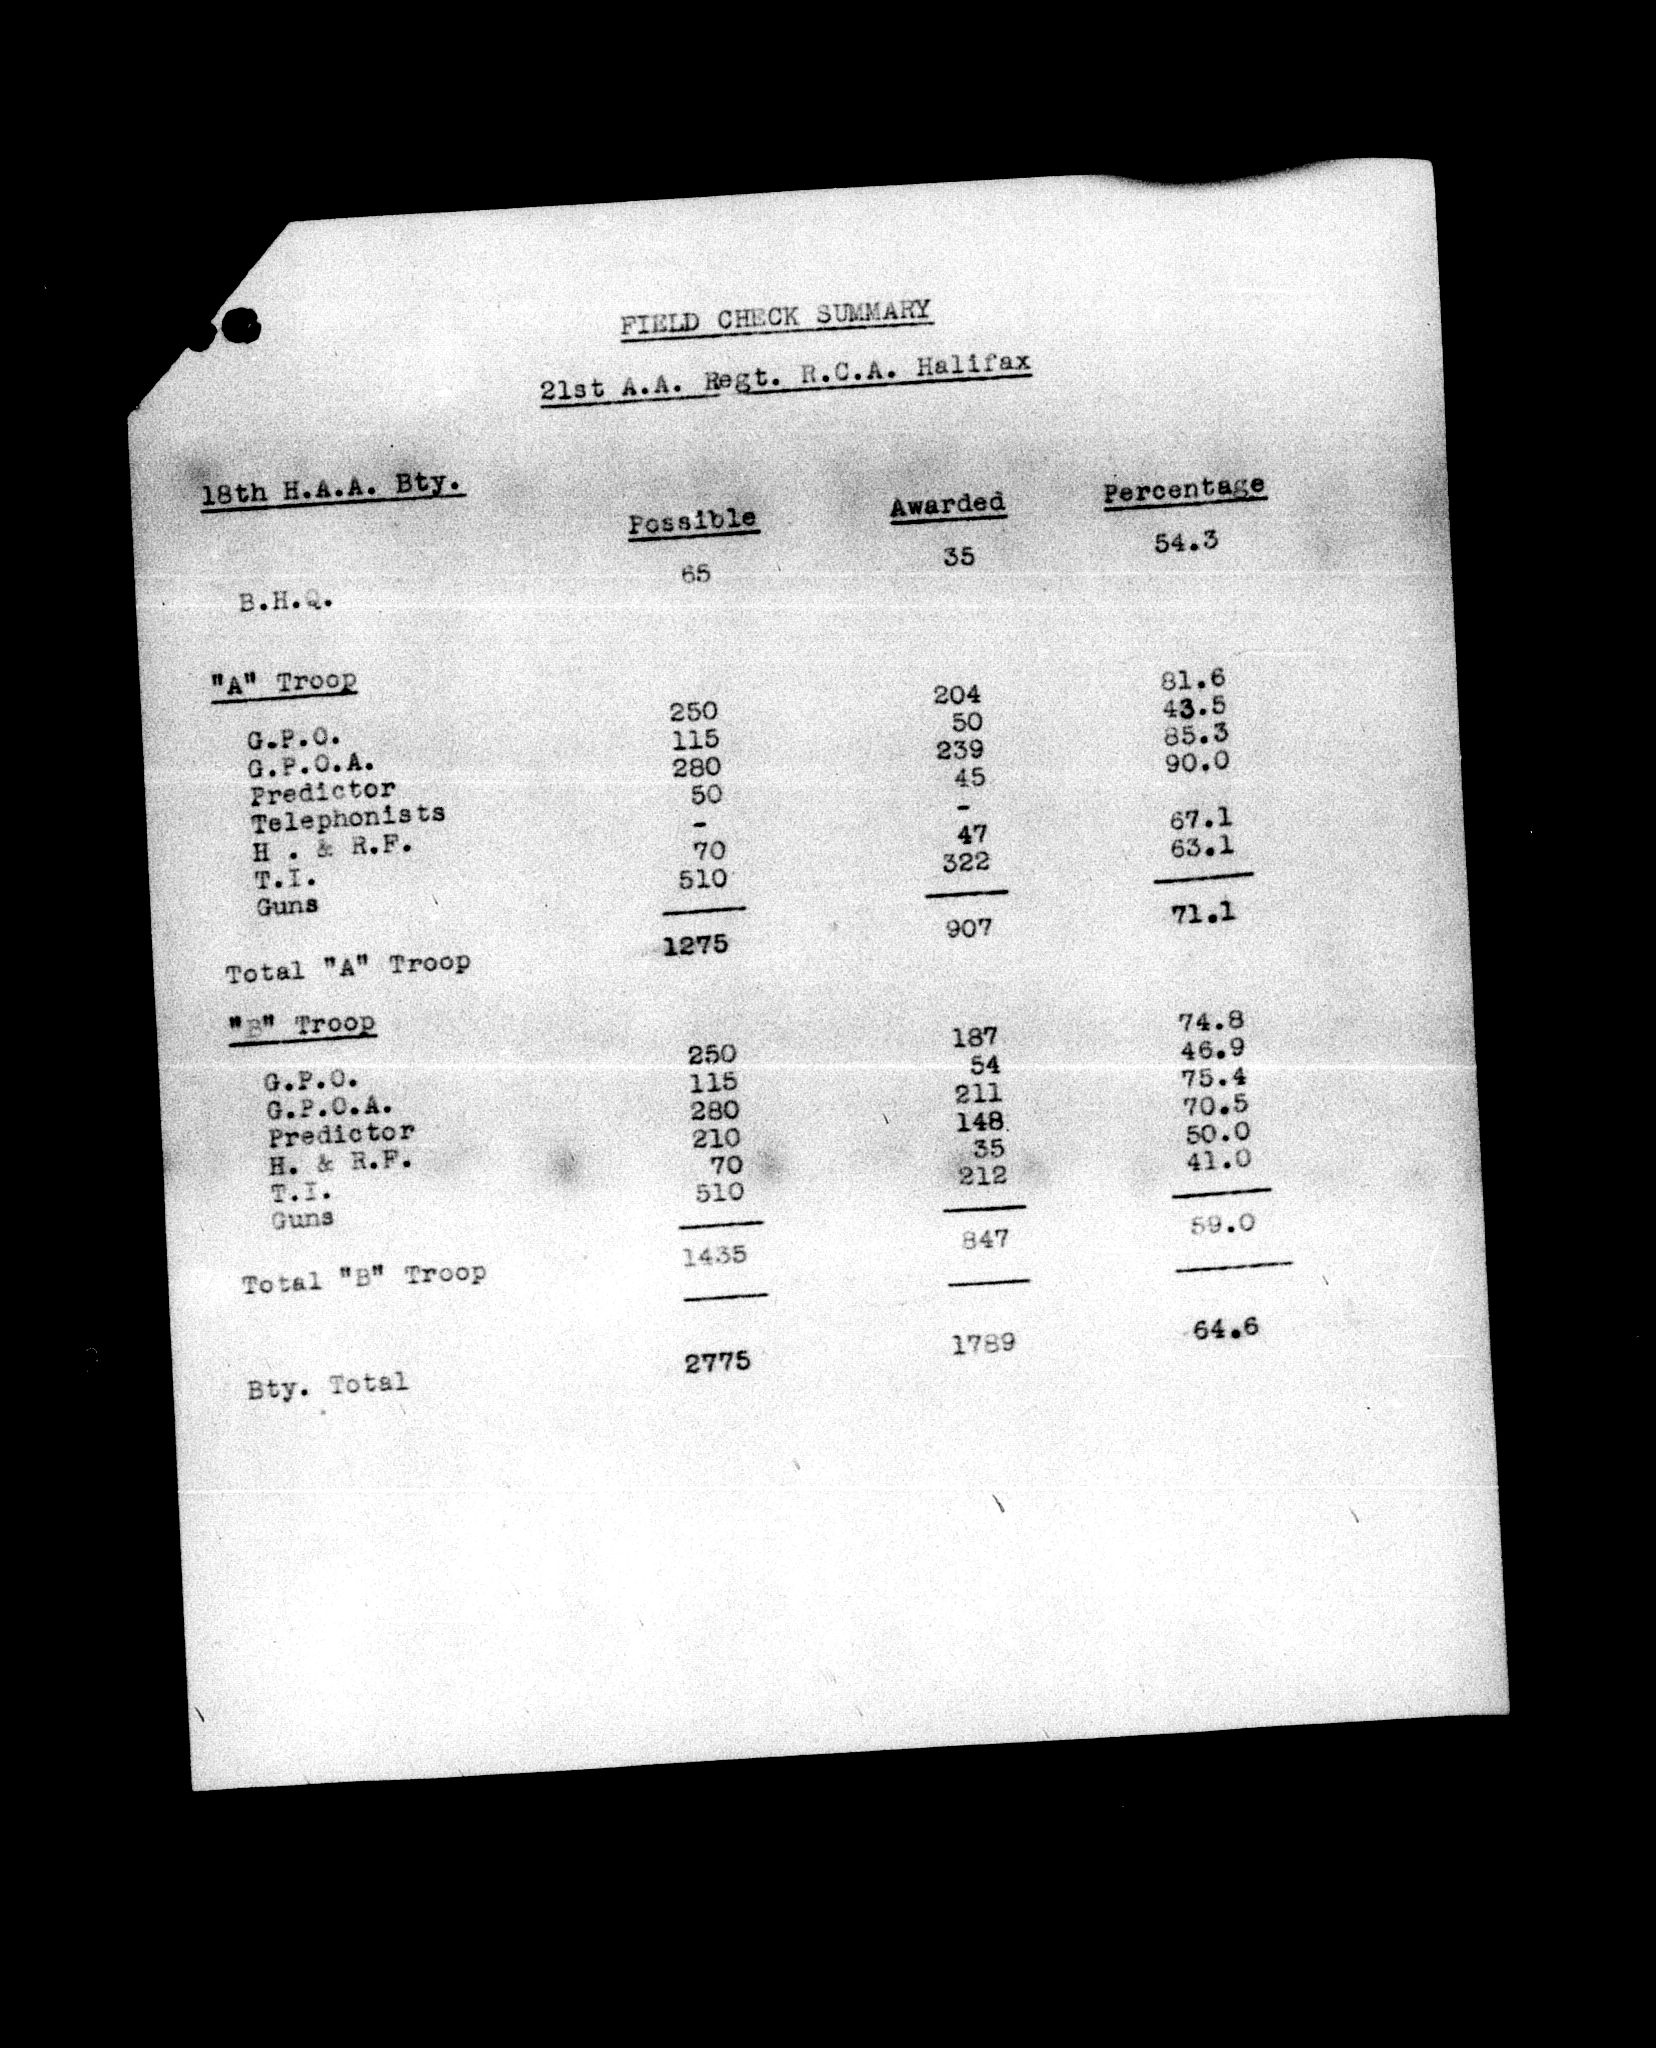 FIELD CHECK SUMMARY
21st A.A. Regt. R.C.A. Halifax
18th H.A.A. Bty.
Possible Awarded Percentage
B.H.Q. 65 35 54.3
"A" Troop
G.P.O. 250 204 81.6
G.P.O.A. 115 50 43.5
Predictor 280 239 85.3
Telephonists 50 45 90.0
H . & R.F. - -
T.I. 70 47 67.1
Guns 510 322 63.1
Total "A" Troop 1275 907 71.1
"B" Troop
G.P.O. 250 187 74.8
G.P.O.A. 115 54 46.9
Predictor 280 211 75.4
H. & R.F. 210 148 70.5
T.I. 70 35 50.0
Guns 510 212 41.0
Total "B" Troop 1435 847 59.0
Bty. Total 2775 1789 64.6